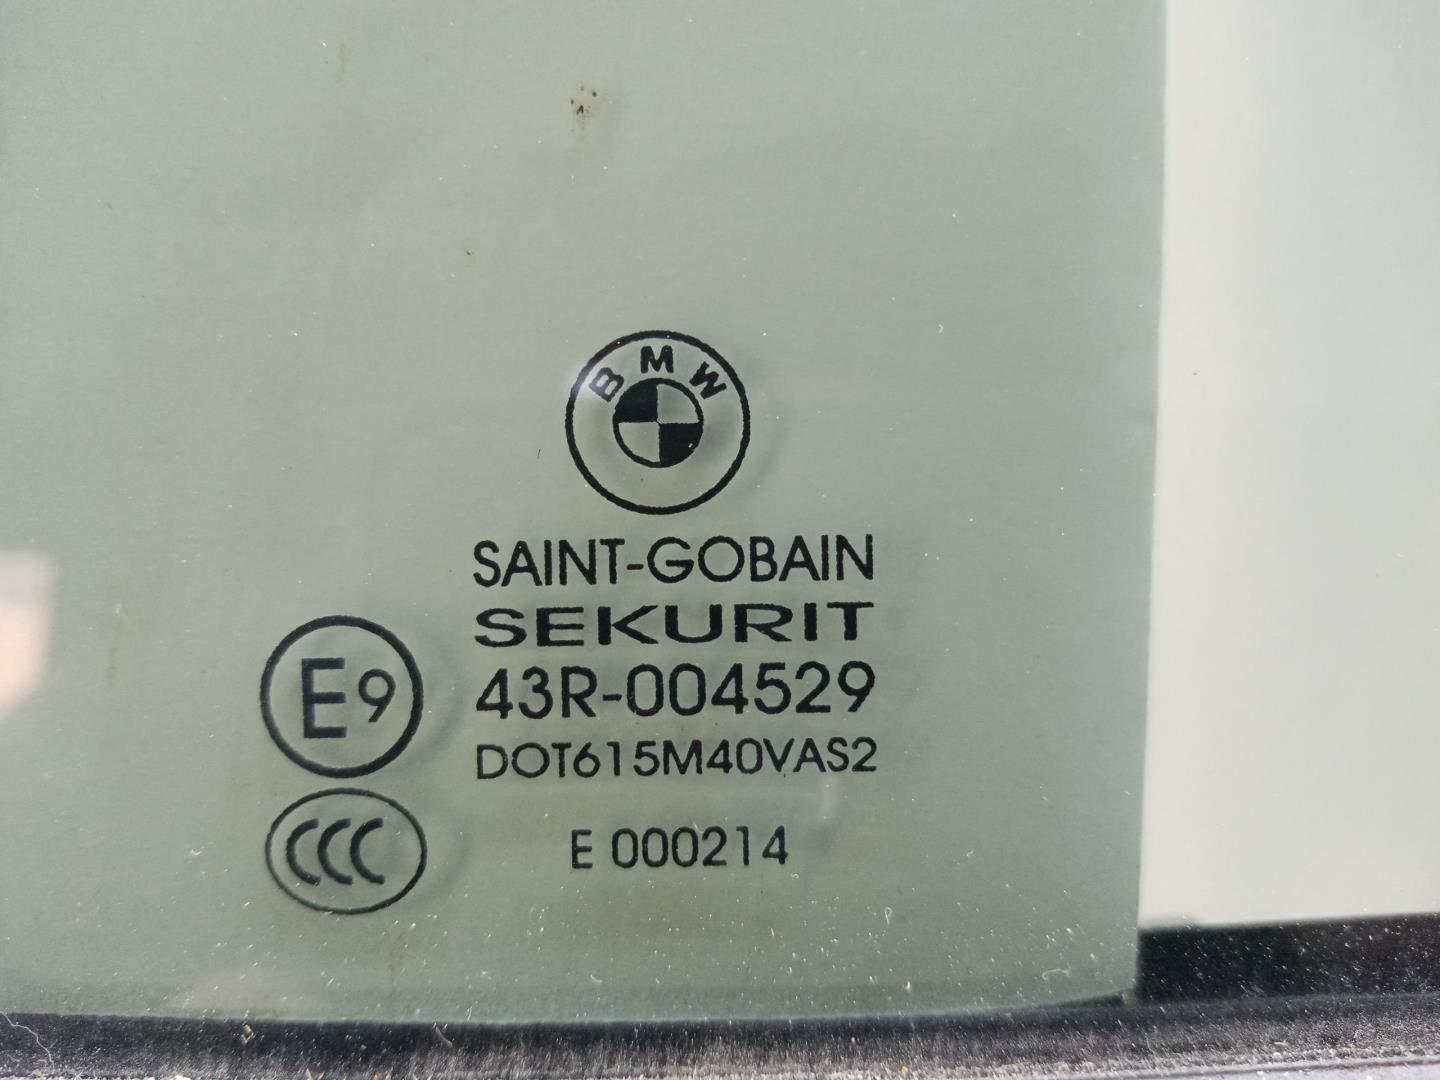 BMW
SAINT-GOBAIN
SEKURIT
E9
43R-004529
DOT615M40VAS2
CCC
E 000214